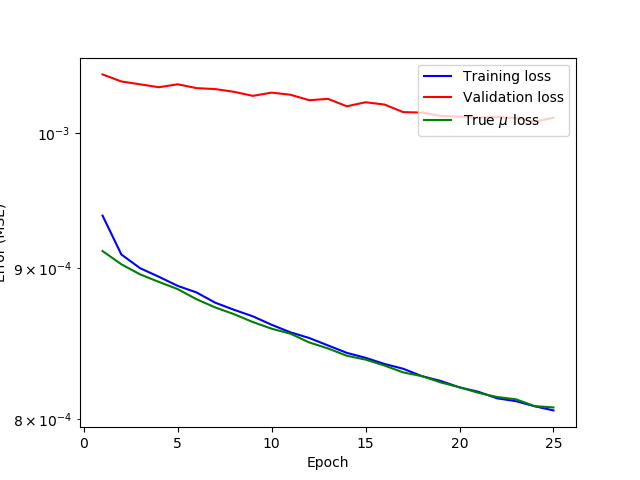 Training loss
Validation loss
True μ loss
10⁻³
9 × 10⁻⁴
8 × 10⁻⁴
0 5 10 15 20 25
Epoch
(MSE)